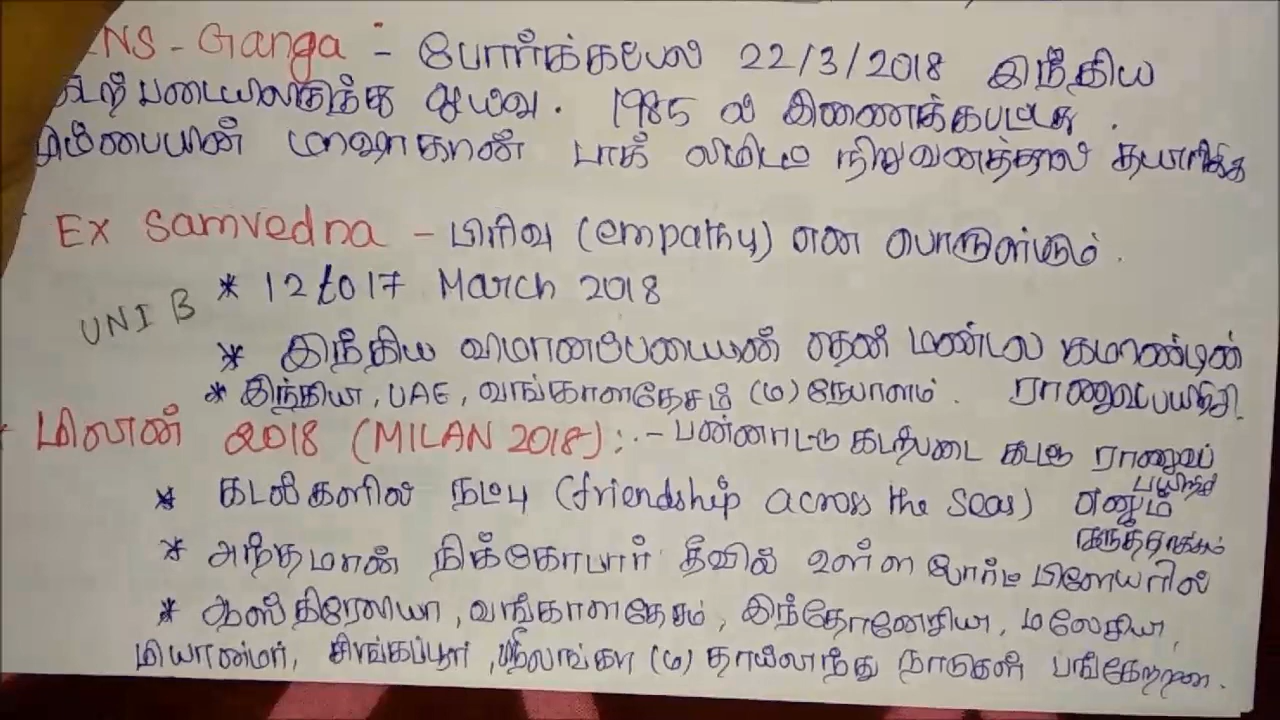 INS - Ganga - போர்க்கப்பல் 22/3/2018 இந்திய
கடற்படையிலிருந்து ஓய்வு. 1985 ல் இணைக்கப்பட்டது.
மும்பையின் மாஷாகான் டாக் லிமிடெட் நிறுவனத்தால் தயாரிக்க
Ex Samvedna - பரிவு (empathy) என பொருள்படும்.
* 12 to 17 March 2018
UNI B
* இந்திய விமானப்படையின் தென் மண்டல கமாண்டின்
* இந்தியா, UAE, வங்காளதேசம் (ம) நேபாளம். ராணுவப்பயிற்சி.
மிலான் 2018 (MILAN 2018): - பன்னாட்டு கடற்படை கூட்டு ராணுவப்
பயிற்சி
* கடல்களில் நட்பு (friendship across the seas) எனும்
கருத்தாக்கம்
* அந்தமான் நிக்கோபார் தீவில் உள்ள போர்ட் பிளேயரில்
* ஆஸ்திரேலியா, வங்காளதேசம், இந்தோனேசியா, மலேசியா,
மியான்மர், சிங்கப்பூர், ஸ்ரீலங்கா (ம) தாய்லாந்து நாடுகள் பங்கேற்றன.